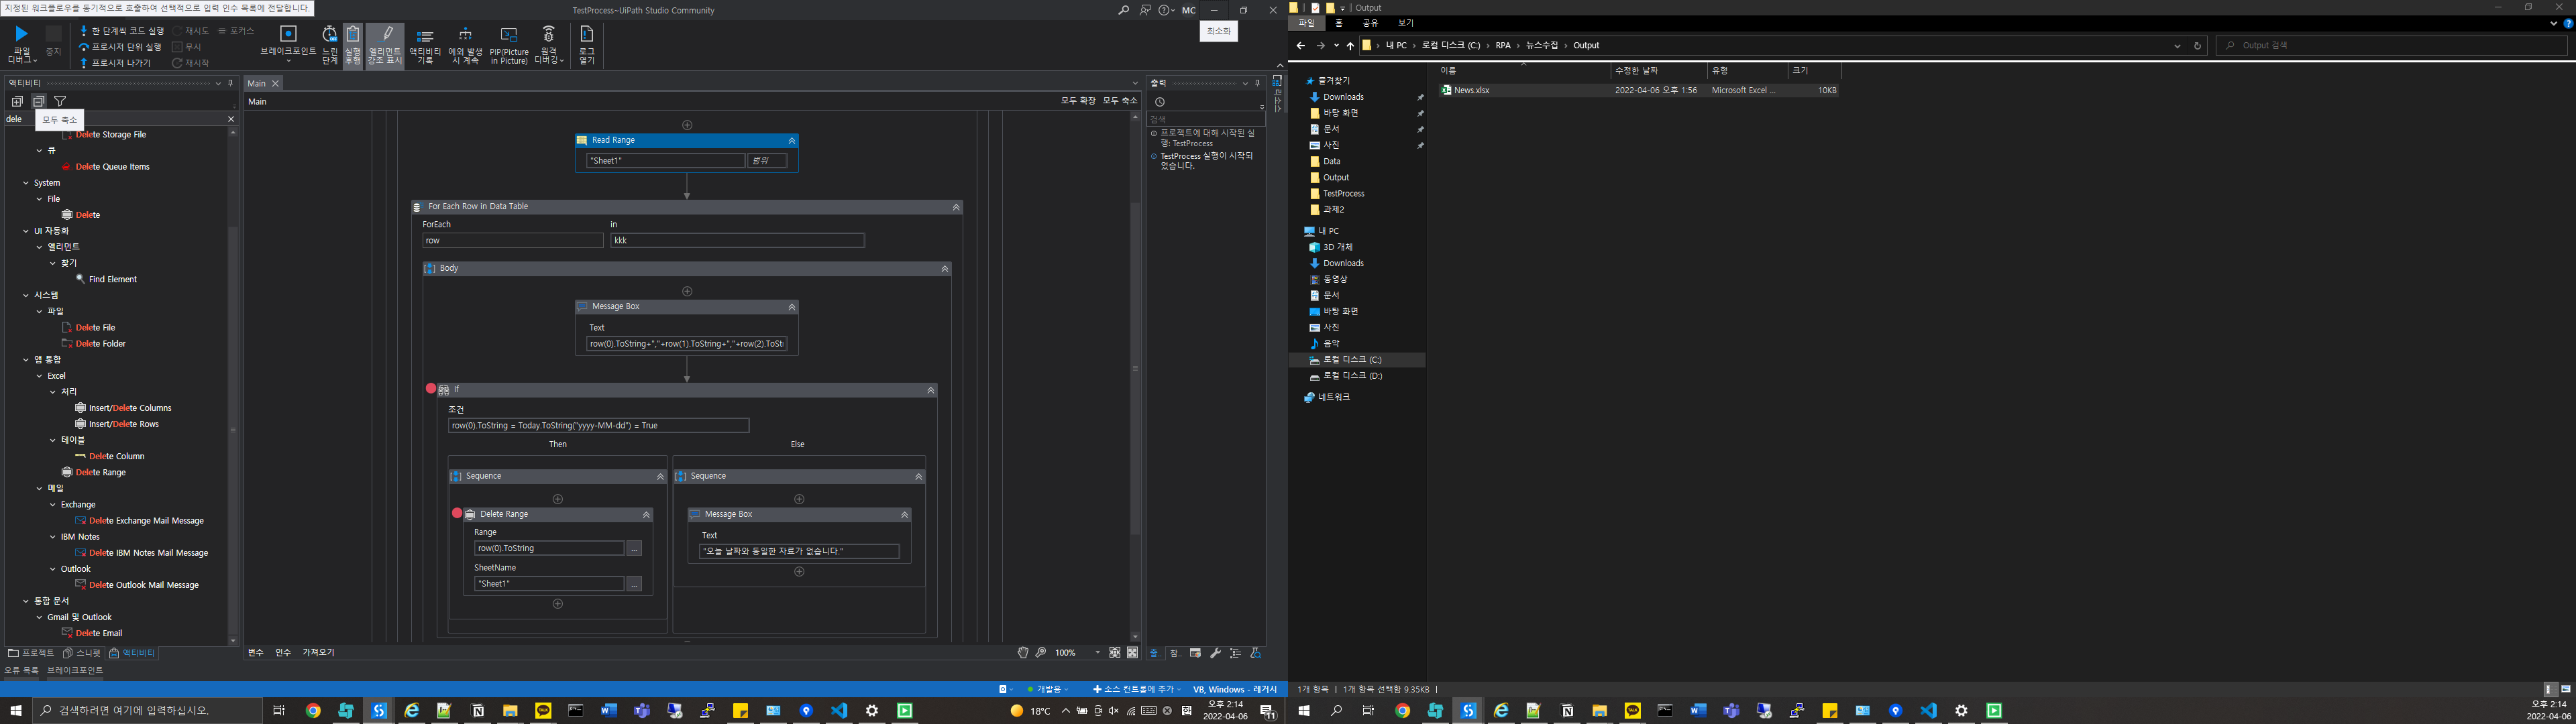 지정된 워크플로우를 동기적으로 호출하여 선택적으로 입력 인수 목록에 전달합니다.
TestProcess-UiPath Studio Community
MC
최소화
파일 디버그
중지
한 단계씩 코드 실행
프로시저 단위 실행
프로시저 나가기
재시도
무시
재시작
포커스
브레이크포인트
느린 단계
실행 후행
앨리먼트 강조 표시
액티비티 기록
예외 발생 시 계속
PIP(Picture in Picture)
원격 디버깅
로그 열기
액티비티
dele
모두 축소
Delete Storage File
큐
Delete Queue Items
System
File
Delete
UI 자동화
앨리먼트
찾기
Find Element
시스템
파일
Delete File
Delete Folder
앱 통합
Excel
처리
Insert/Delete Columns
Insert/Delete Rows
테이블
Delete Column
Delete Range
메일
Exchange
Delete Exchange Mail Message
IBM Notes
Delete IBM Notes Mail Message
Outlook
Delete Outlook Mail Message
통합 문서
Gmail 및 Outlook
Delete Email
프로젝트
스니펫
액티비티
오류 목록 브레이크포인트
Main
Main
모두 확장 모두 축소
Read Range
"Sheet1"
범위
For Each Row in Data Table
ForEach
in
row
kkk
Body
Message Box
Text
row(0).ToString+","+row(1).ToString+","+row(2).ToStr
If
조건
row(0).ToString = Today.ToString("yyyy-MM-dd") = True
Then
Else
Sequence
Delete Range
Range
row(0).ToString
...
SheetName
"Sheet1"
...
Sequence
Message Box
Text
"오늘 날짜와 동일한 자료가 없습니다."
변수 인수 가져오기
100%
출력
검색
프로젝트에 대해 시작된 실행: TestProcess
TestProcess 실행이 시작되었습니다.
개발용
소스 컨트롤에 추가
VB, Windows - 레거시
검색하려면 여기에 입력하십시오.
18°C
오후 2:14
2022-04-06
11
Output
파일
홈
공유
보기
내 PC
로컬 디스크 (C:)
RPA
뉴스수집
Output
Output 검색
이름
수정한 날짜
유형
크기
News.xlsx
2022-04-06 오후 1:56
Microsoft Excel ...
10KB
즐겨찾기
Downloads
바탕 화면
문서
사진
Data
Output
TestProcess
과제2
내 PC
3D 개체
Downloads
동영상
문서
바탕 화면
사진
음악
로컬 디스크 (C:)
로컬 디스크 (D:)
네트워크
1개 항목
1개 항목 선택함 9.35KB
오후 2:14
2022-04-06